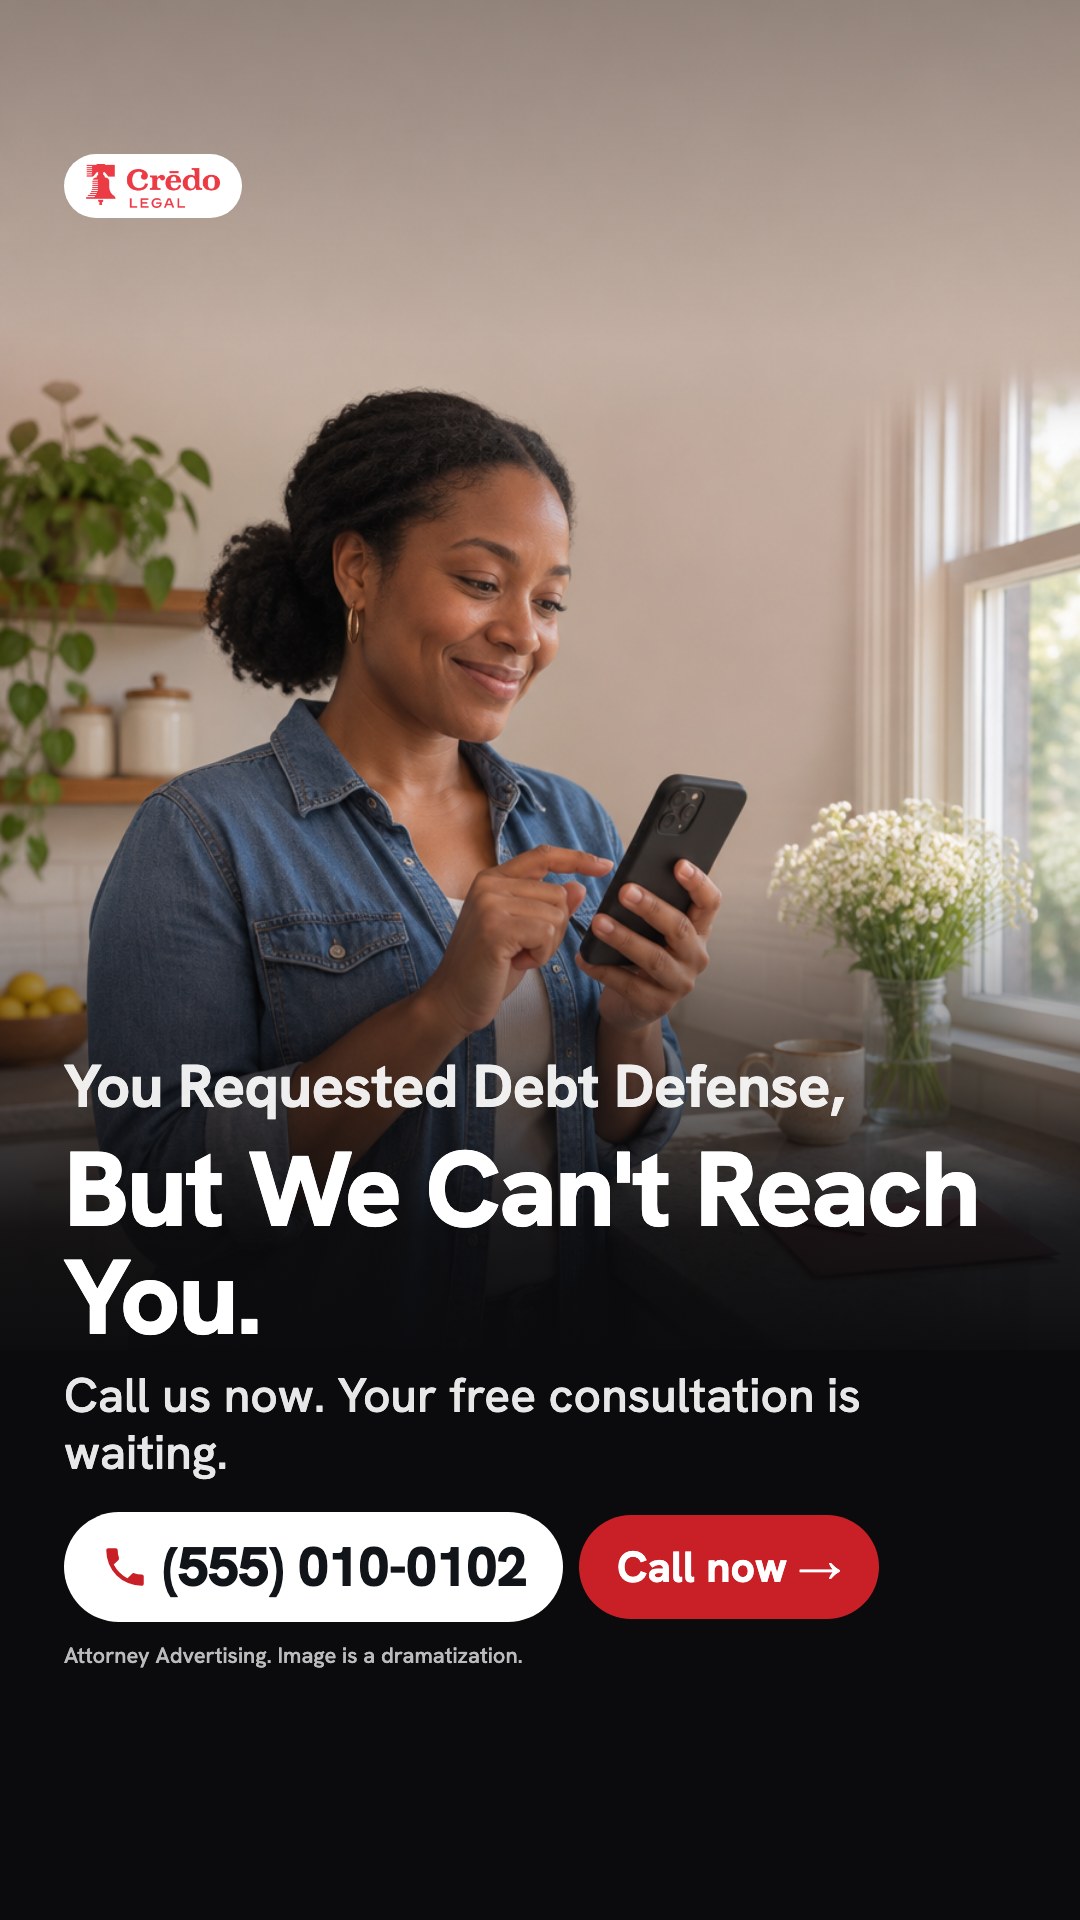 Crēdo
LEGAL
You Requested Debt Defense,
But We Can't Reach
You.
Call us now. Your free consultation is
waiting.
(555) 010-0102
Call now →
Attorney Advertising. Image is a dramatization.